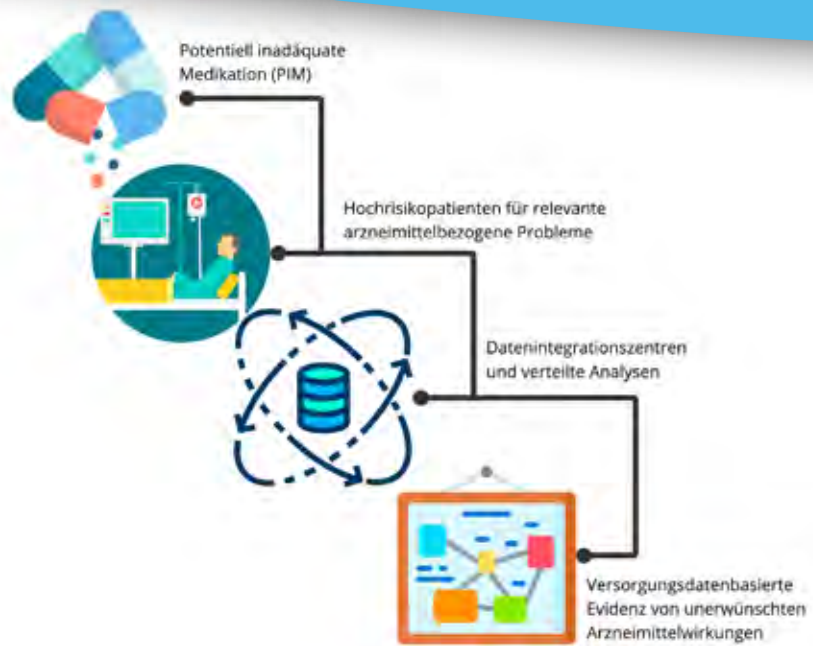 Potentiell inadäquate
Medikation (PIM)
Hochrisikopatienten für relevante
arzneimittelbezogene Probleme
Datenintegrationszentren
und verteilte Analysen
Versorgungsdatenbasierte
Evidenz von unerwünschten
Arzneimittelwirkungen